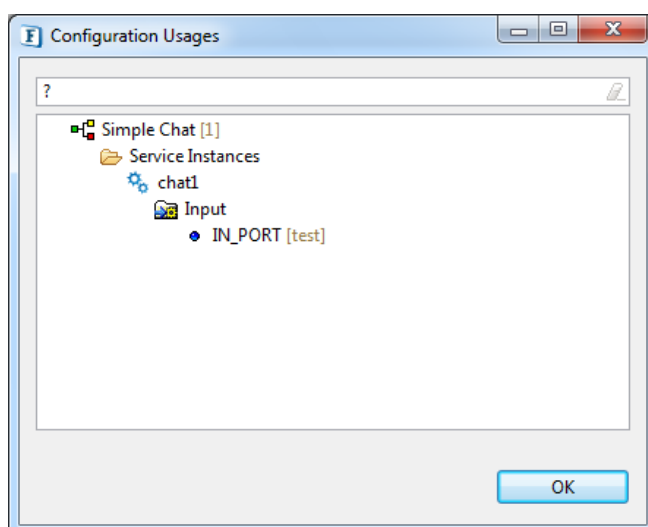 Configuration Usages
?
Simple Chat [1]
Service Instances
chat1
Input
IN_PORT [test]
OK